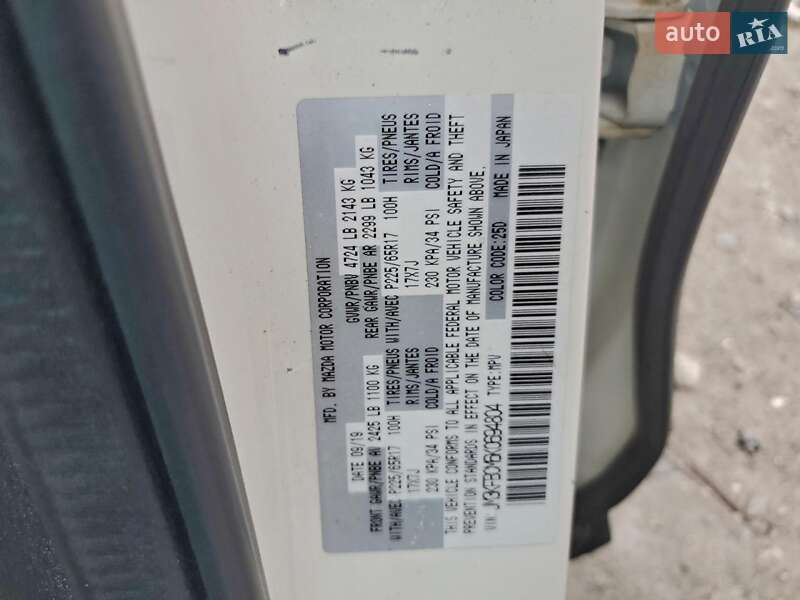 auto RIA.com
MFD. BY MAZDA MOTOR CORPORATION
DATE 09/19 GVWR/PNBV 4724 LB 2143 KG
FRONT GAWR/PNBE AV 2425 LB 1100 KG REAR GAWR/PNBE AR 2299 LB 1043 KG
WITH/AVEC P225/65R17 100H TIRES/PNEUS WITH/AVEC P225/65R17 100H TIRES/PNEUS
17X7J RIMS/JANTES 17X7J RIMS/JANTES
230 KPA/34 PSI COLD/A FROID 230 KPA/34 PSI COLD/A FROID
THIS VEHICLE CONFORMS TO ALL APPLICABLE FEDERAL MOTOR VEHICLE SAFETY AND THEFT
PREVENTION STANDARDS IN EFFECT ON THE DATE OF MANUFACTURE SHOWN ABOVE.
VIN: JM3KFBCM6K0694804 TYPE:MPV COLOR CODE:25D MADE IN JAPAN